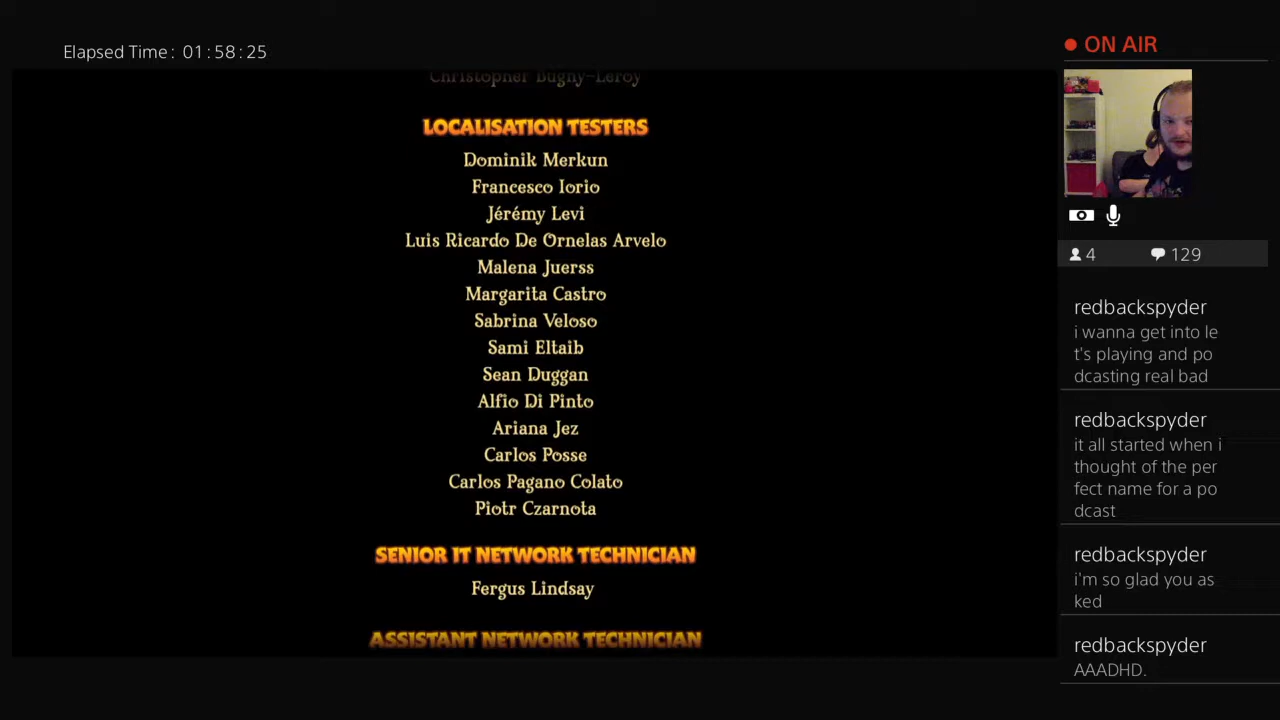 Elapsed Time: 01:58:25
ON AIR
Christopher Bugny-Leroy
LOCALISATION TESTERS
Dominik Merkun
Francesco Iorio
Jérémy Levi
Luis Ricardo De Ornelas Arvelo
Malena Juerss
Margarita Castro
Sabrina Veloso
Sami Eltaib
Sean Duggan
Alfio Di Pinto
Ariana Jez
Carlos Posse
Carlos Pagano Colato
Piotr Czarnota
SENIOR IT NETWORK TECHNICIAN
Fergus Lindsay
ASSISTANT NETWORK TECHNICIAN
4
129
redbackspyder
i wanna get into le
t's playing and po
dcasting real bad
redbackspyder
it all started when i
thought of the per
fect name for a po
dcast
redbackspyder
i'm so glad you as
ked
redbackspyder
AAADHD.